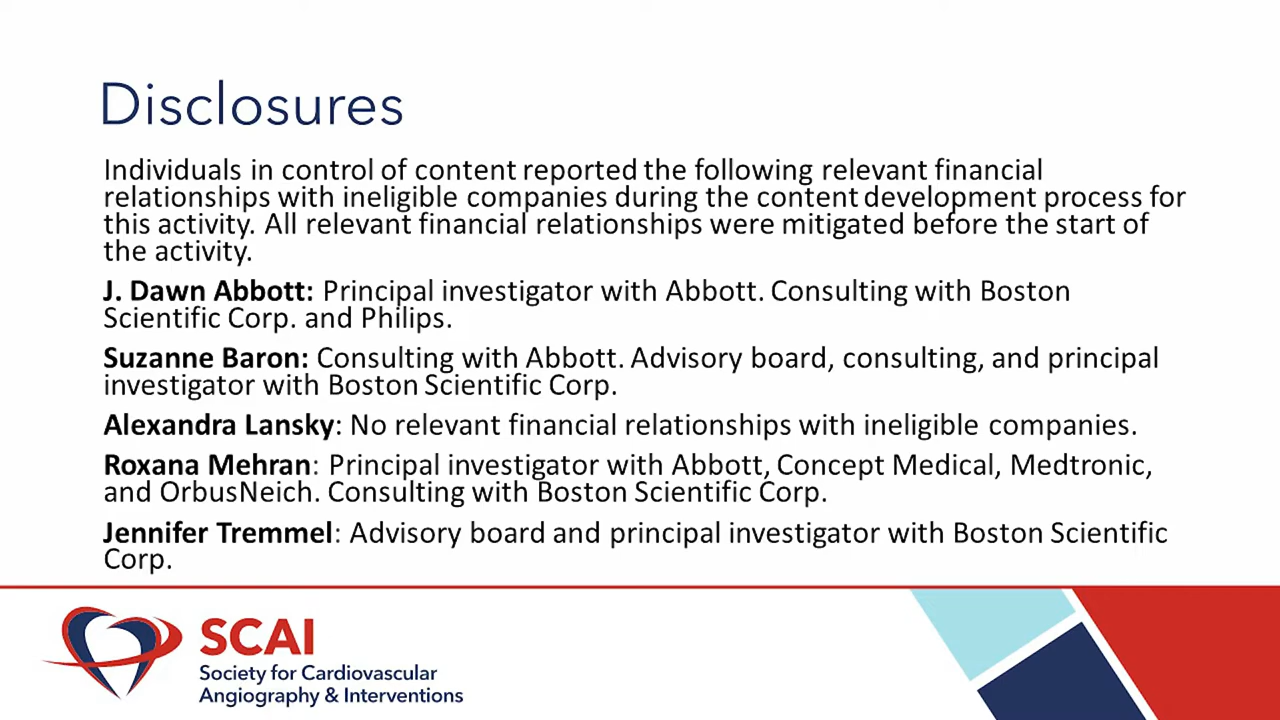 Disclosures
Individuals in control of content reported the following relevant financial
relationships with ineligible companies during the content development process for
this activity. All relevant financial relationships were mitigated before the start of
the activity.
J. Dawn Abbott: Principal investigator with Abbott. Consulting with Boston
Scientific Corp. and Philips.
Suzanne Baron: Consulting with Abbott. Advisory board, consulting, and principal
investigator with Boston Scientific Corp.
Alexandra Lansky: No relevant financial relationships with ineligible companies.
Roxana Mehran: Principal investigator with Abbott, Concept Medical, Medtronic,
and OrbusNeich. Consulting with Boston Scientific Corp.
Jennifer Tremmel: Advisory board and principal investigator with Boston Scientific
Corp.
SCAI
Society for Cardiovascular
Angiography & Interventions